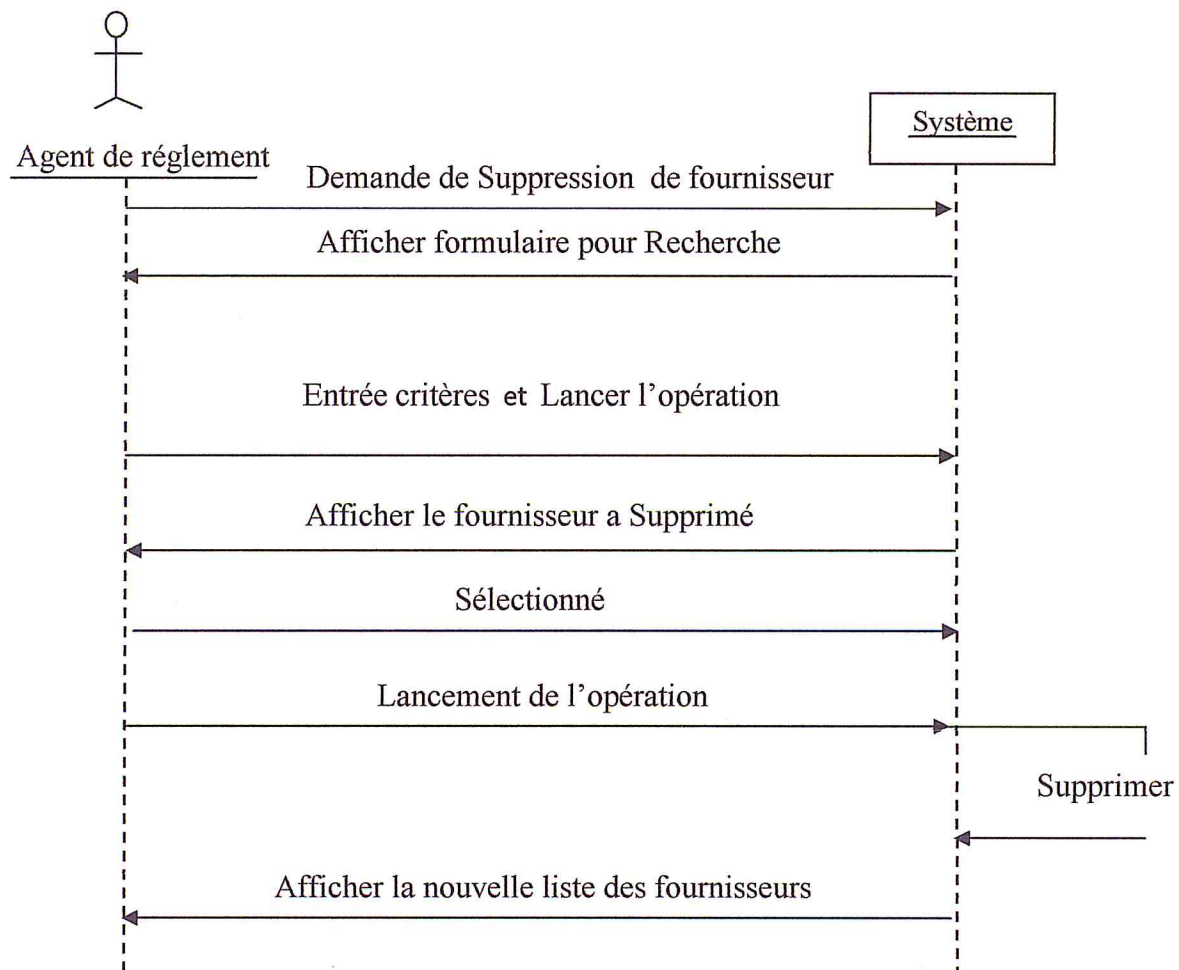 Système
Agent de réglement
Demande de Suppression de fournisseur
Afficher formulaire pour Recherche
Entrée critères et Lancer l’opération
Afficher le fournisseur a Supprimé
Sélectionné
Lancement de l’opération
Supprimer
Afficher la nouvelle liste des fournisseurs